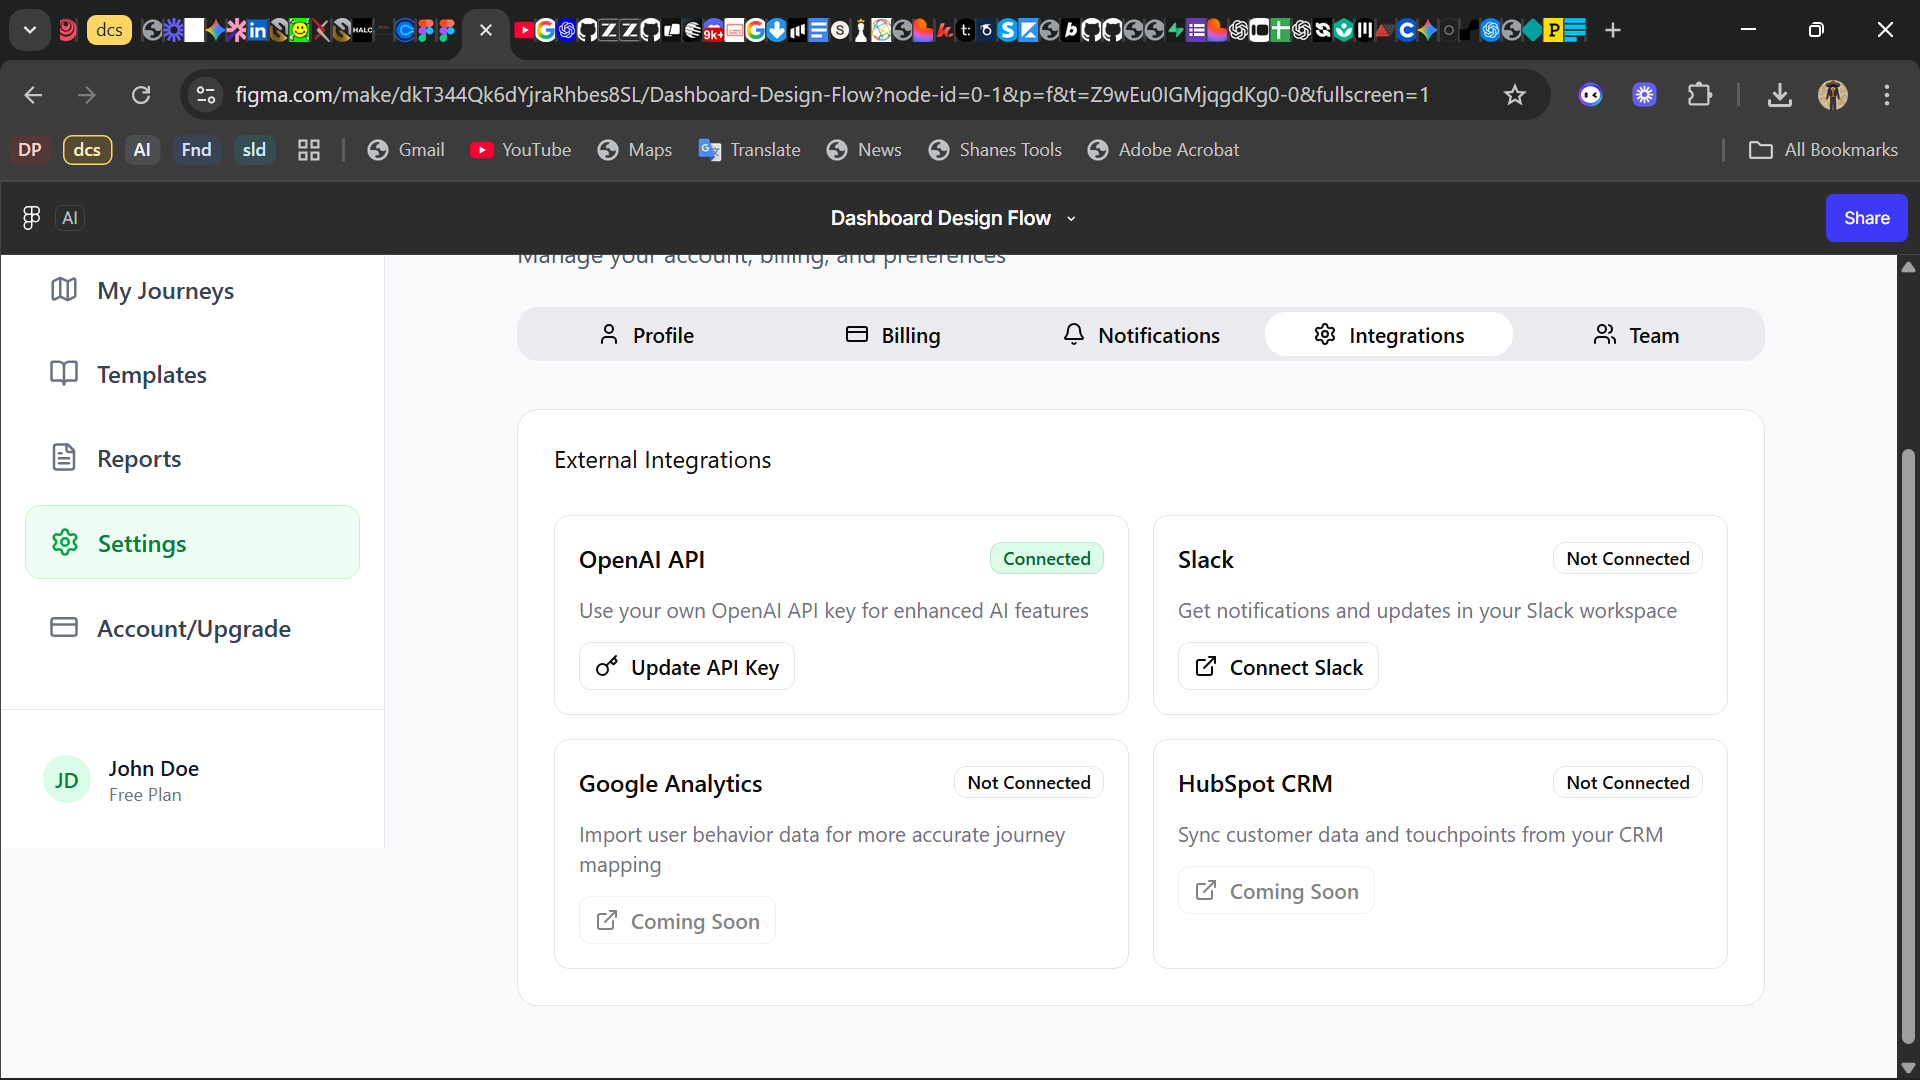 dcs
9k+
figma.com/make/dkT344Qk6dYjraRhbes8SL/Dashboard-Design-Flow?node-id=0-1&p=f&t=Z9wEu0IGMjqgdKg0-0&fullscreen=1
DP dcs AI Fnd sld Gmail YouTube Maps Translate News Shanes Tools Adobe Acrobat All Bookmarks
AI Dashboard Design Flow Share
Manage your account, billing, and preferences
My Journeys
Templates
Reports
Settings
Account/Upgrade
JD
John Doe
Free Plan
Profile Billing Notifications Integrations Team
External Integrations
OpenAI API Connected
Use your own OpenAI API key for enhanced AI features
Update API Key
Slack Not Connected
Get notifications and updates in your Slack workspace
Connect Slack
Google Analytics Not Connected
Import user behavior data for more accurate journey
mapping
Coming Soon
HubSpot CRM Not Connected
Sync customer data and touchpoints from your CRM
Coming Soon